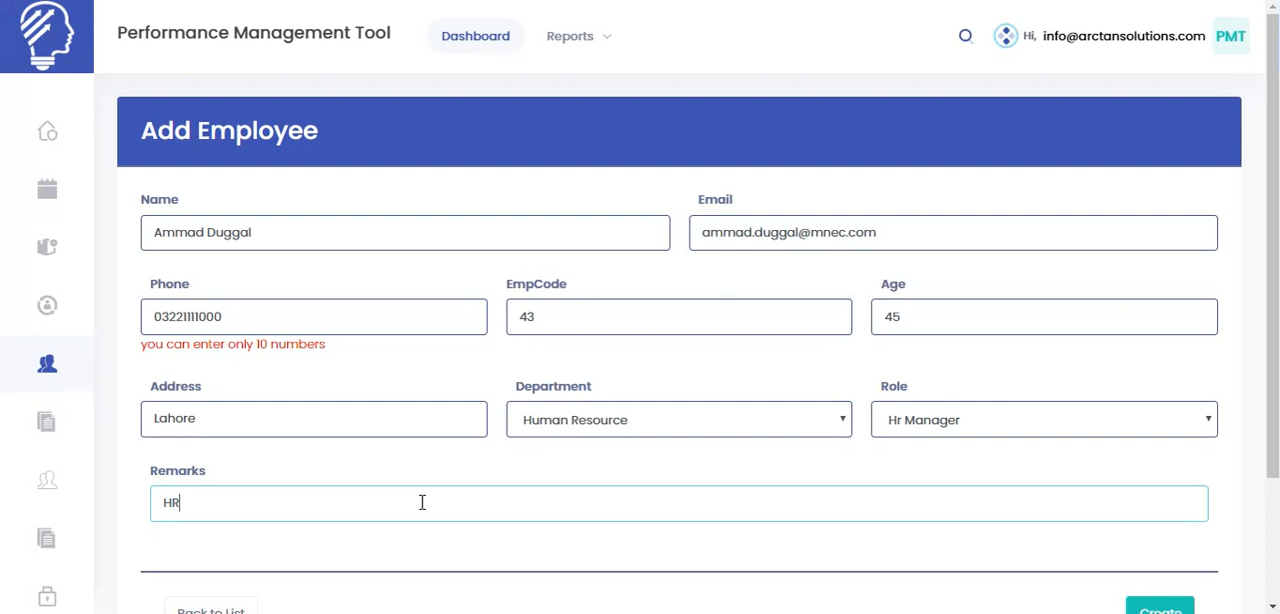 Performance Management Tool
Dashboard
Reports
Hi, info@arctansolutions.com
PMT
Add Employee
Name
Email
Ammad Duggal
ammad.duggal@mnec.com
Phone
EmpCode
Age
03221111000
43
45
you can enter only 10 numbers
Address
Department
Role
Lahore
Human Resource
Hr Manager
Remarks
HR
Back to List
Create